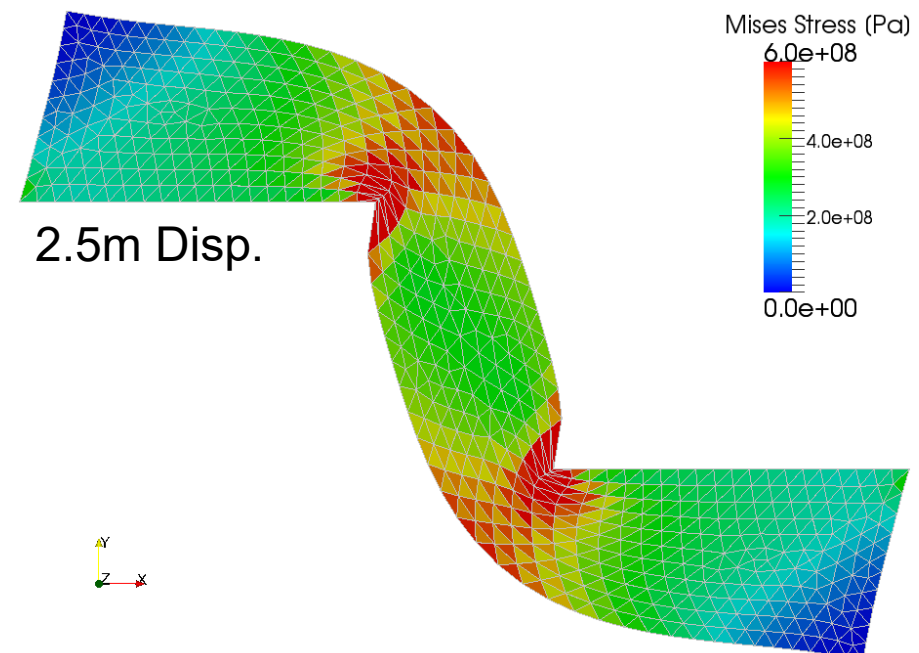 Mises Stress (Pa)
6.0e+08
4.0e+08
2.0e+08
0.0e+00
2.5m Disp.
Y
Z X